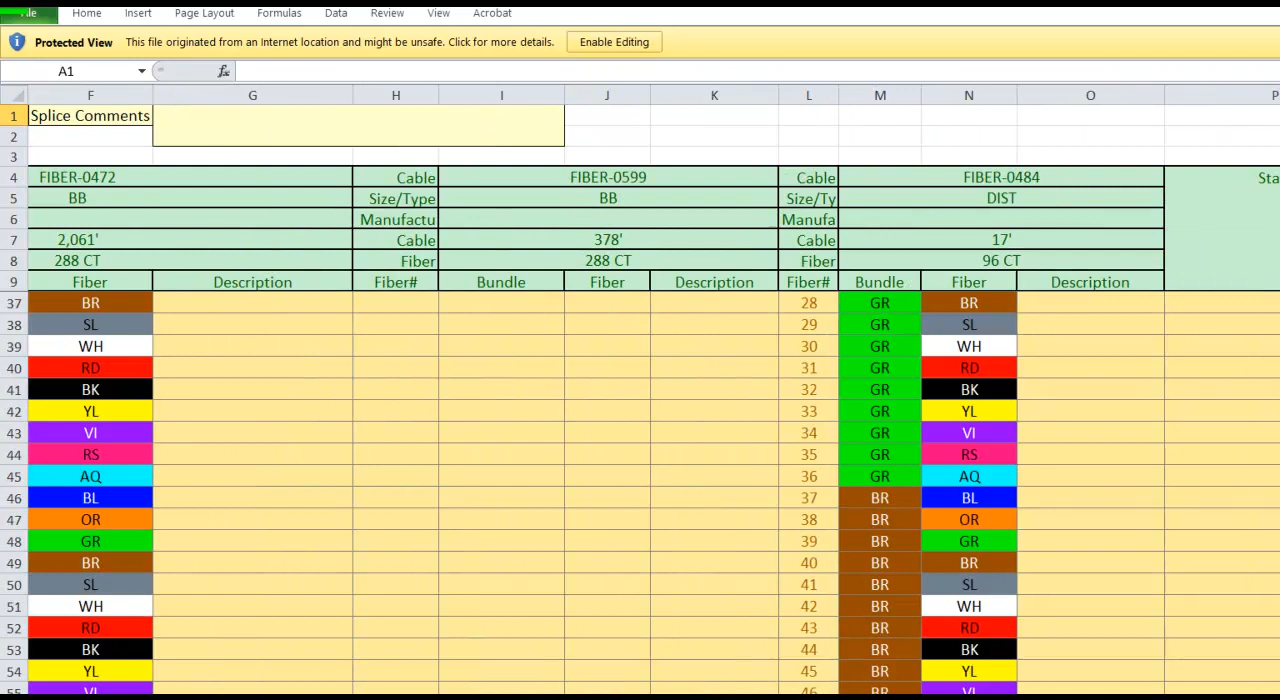 File Home Insert Page Layout Formulas Data Review View Acrobat
Protected View This file originated from an Internet location and might be unsafe. Click for more details. Enable Editing
A1 fx
F G H I J K L M N O P
1 Splice Comments
2
3
4 FIBER-0472 Cable FIBER-0599 Cable FIBER-0484 Sta
5 BB Size/Type BB Size/Ty DIST
6 Manufactu Manufa
7 2,061' Cable 378' Cable 17'
8 288 CT Fiber 288 CT Fiber 96 CT
9 Fiber Description Fiber# Bundle Fiber Description Fiber# Bundle Fiber Description
37 BR 28 GR BR
38 SL 29 GR SL
39 WH 30 GR WH
40 RD 31 GR RD
41 BK 32 GR BK
42 YL 33 GR YL
43 VI 34 GR VI
44 RS 35 GR RS
45 AQ 36 GR AQ
46 BL 37 BR BL
47 OR 38 BR OR
48 GR 39 BR GR
49 BR 40 BR BR
50 SL 41 BR SL
51 WH 42 BR WH
52 RD 43 BR RD
53 BK 44 BR BK
54 YL 45 BR YL
55 VI 46 BR VI